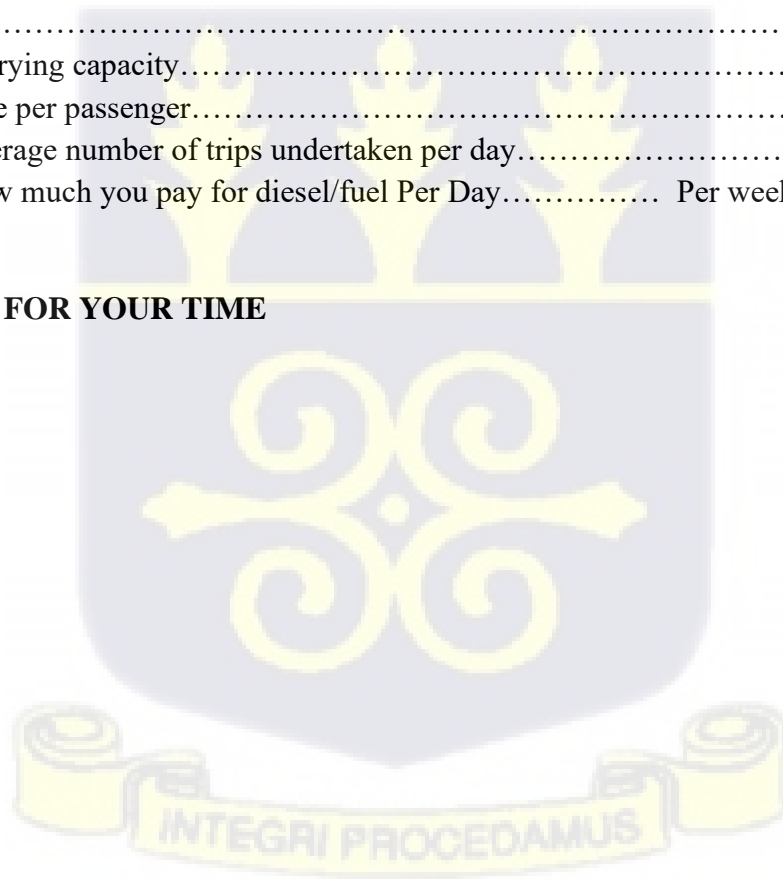 ……………………………………………………………………
rying capacity……………………………………………………
e per passenger……………………………………………………
erage number of trips undertaken per day………………………
w much you pay for diesel/fuel Per Day…………… Per week
FOR YOUR TIME
INTEGRI PROCEDAMUS